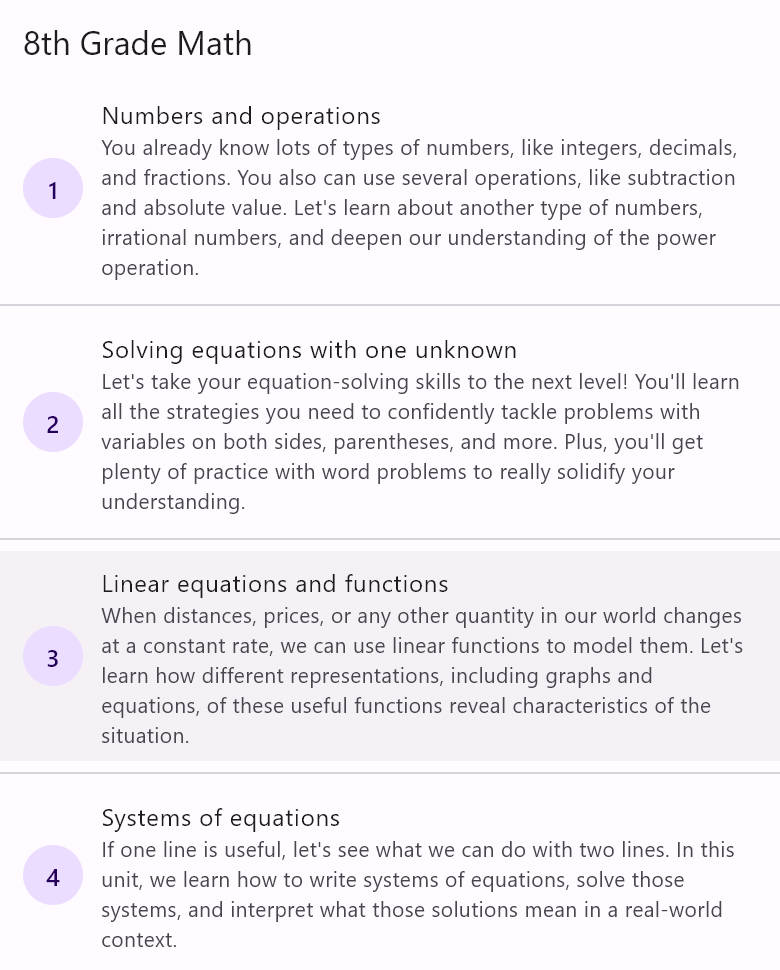 8th Grade Math
Numbers and operations
You already know lots of types of numbers, like integers, decimals,
and fractions. You also can use several operations, like subtraction
and absolute value. Let's learn about another type of numbers,
irrational numbers, and deepen our understanding of the power
operation.
1
Solving equations with one unknown
Let's take your equation-solving skills to the next level! You'll learn
all the strategies you need to confidently tackle problems with
variables on both sides, parentheses, and more. Plus, you'll get
plenty of practice with word problems to really solidify your
understanding.
2
Linear equations and functions
When distances, prices, or any other quantity in our world changes
at a constant rate, we can use linear functions to model them. Let's
learn how different representations, including graphs and
equations, of these useful functions reveal characteristics of the
situation.
3
Systems of equations
If one line is useful, let's see what we can do with two lines. In this
unit, we learn how to write systems of equations, solve those
systems, and interpret what those solutions mean in a real-world
context.
4